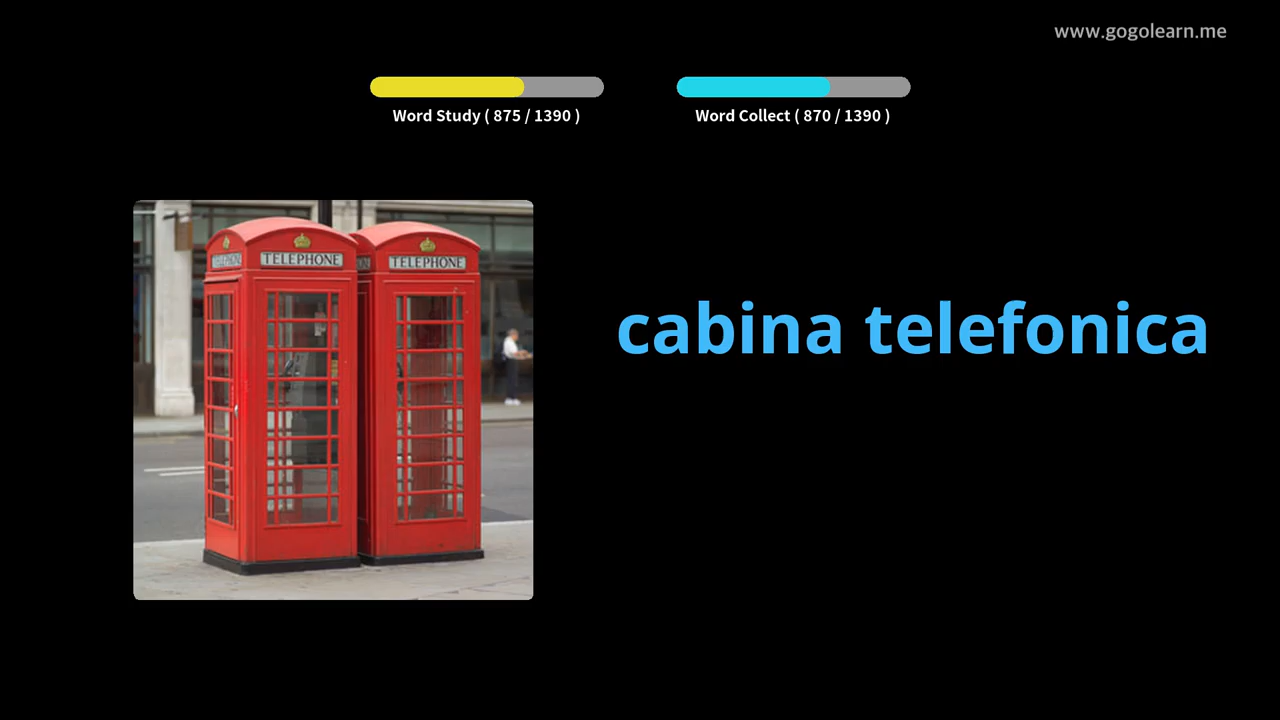 www.gogolearn.me
Word Study ( 875 / 1390 )
Word Collect ( 870 / 1390 )
TELEPHONE
TELEPHONE
cabina telefonica